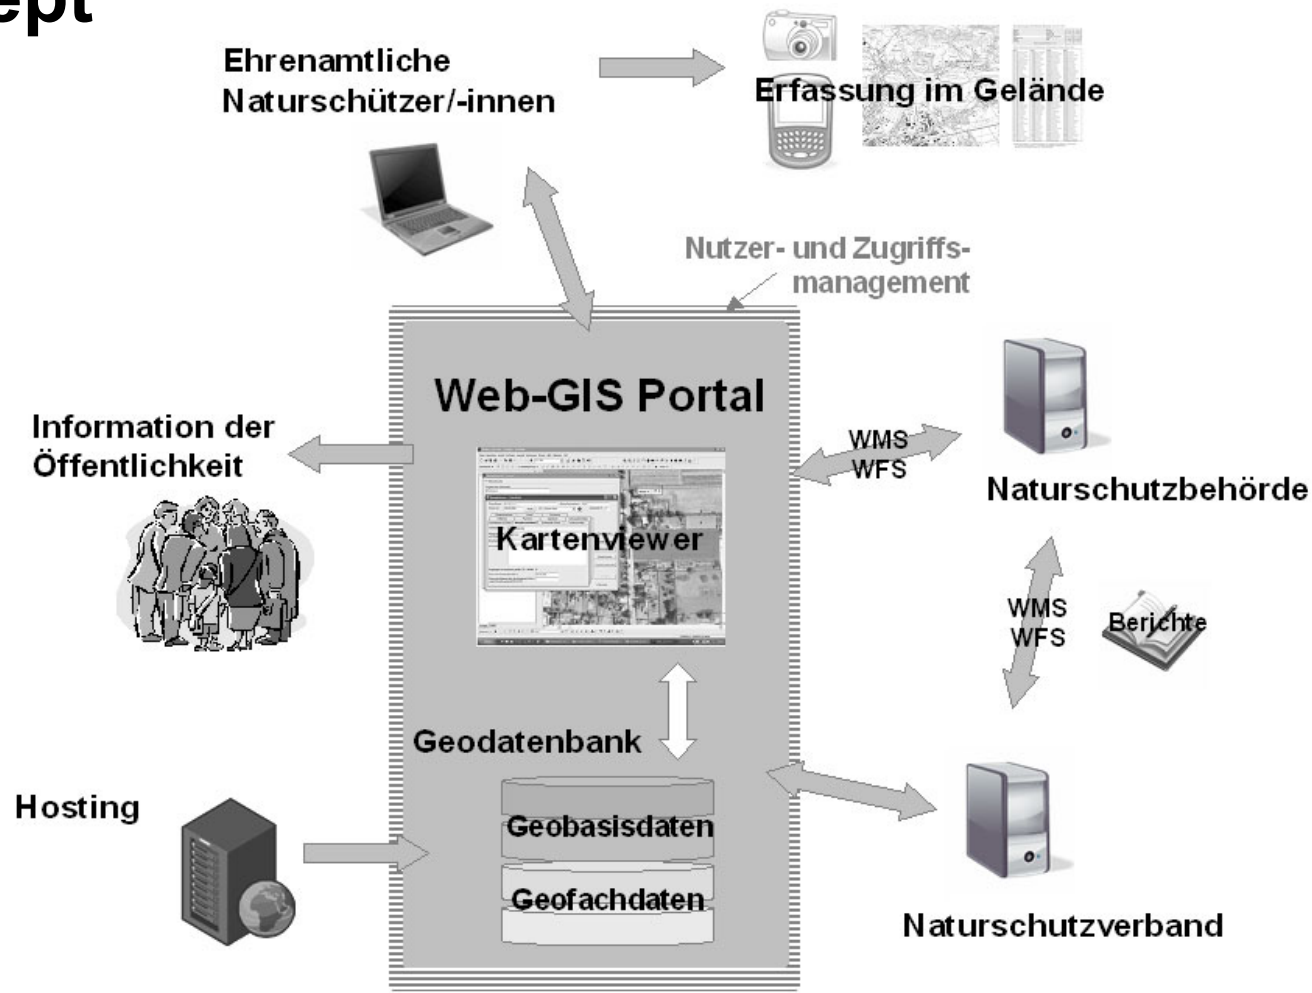 Ehrenamtliche
Naturschützer/-innen
Erfassung im Gelände
Nutzer- und Zugriffs-
management
Web-GIS Portal
Information der
Öffentlichkeit
WMS
WFS
Naturschutzbehörde
Kartenviewer
WMS
WFS
Berichte
Geodatenbank
Hosting
Geobasisdaten
Geofachdaten
Naturschutzverband